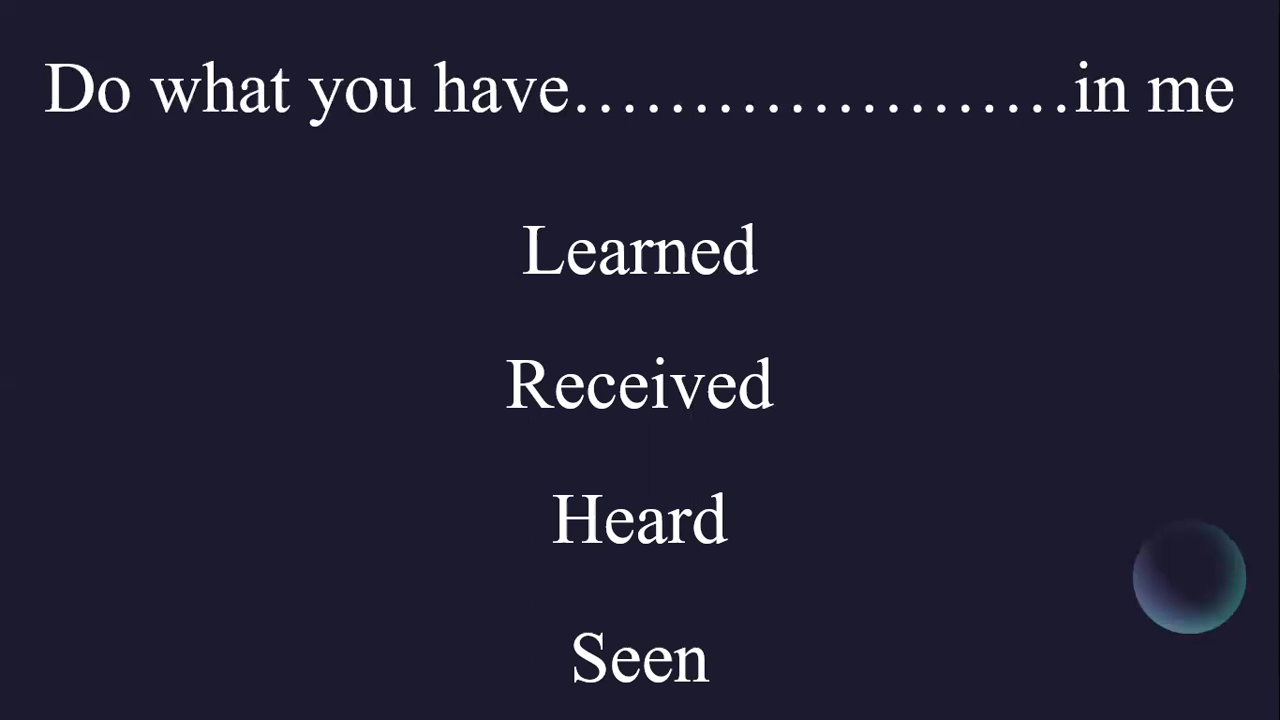 Do what you have…………………in me
Learned
Received
Heard
Seen